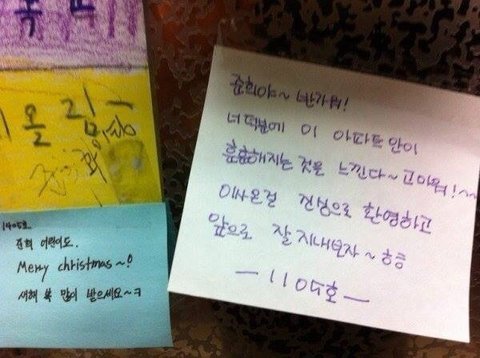 올림
준희야~ 반가워!
너 덕분에 이 아파트 안이
훈훈해지는 것을 느낀다~ 고마워!~~
이사온걸 진심으로 환영하고
앞으로 잘 지내보자~ ㅎㅎ
ㅡ 1105호 ㅡ
1405호.
준희 어린이도.
Merry christmas~!
새해 복 많이 받으세요~ㅋ